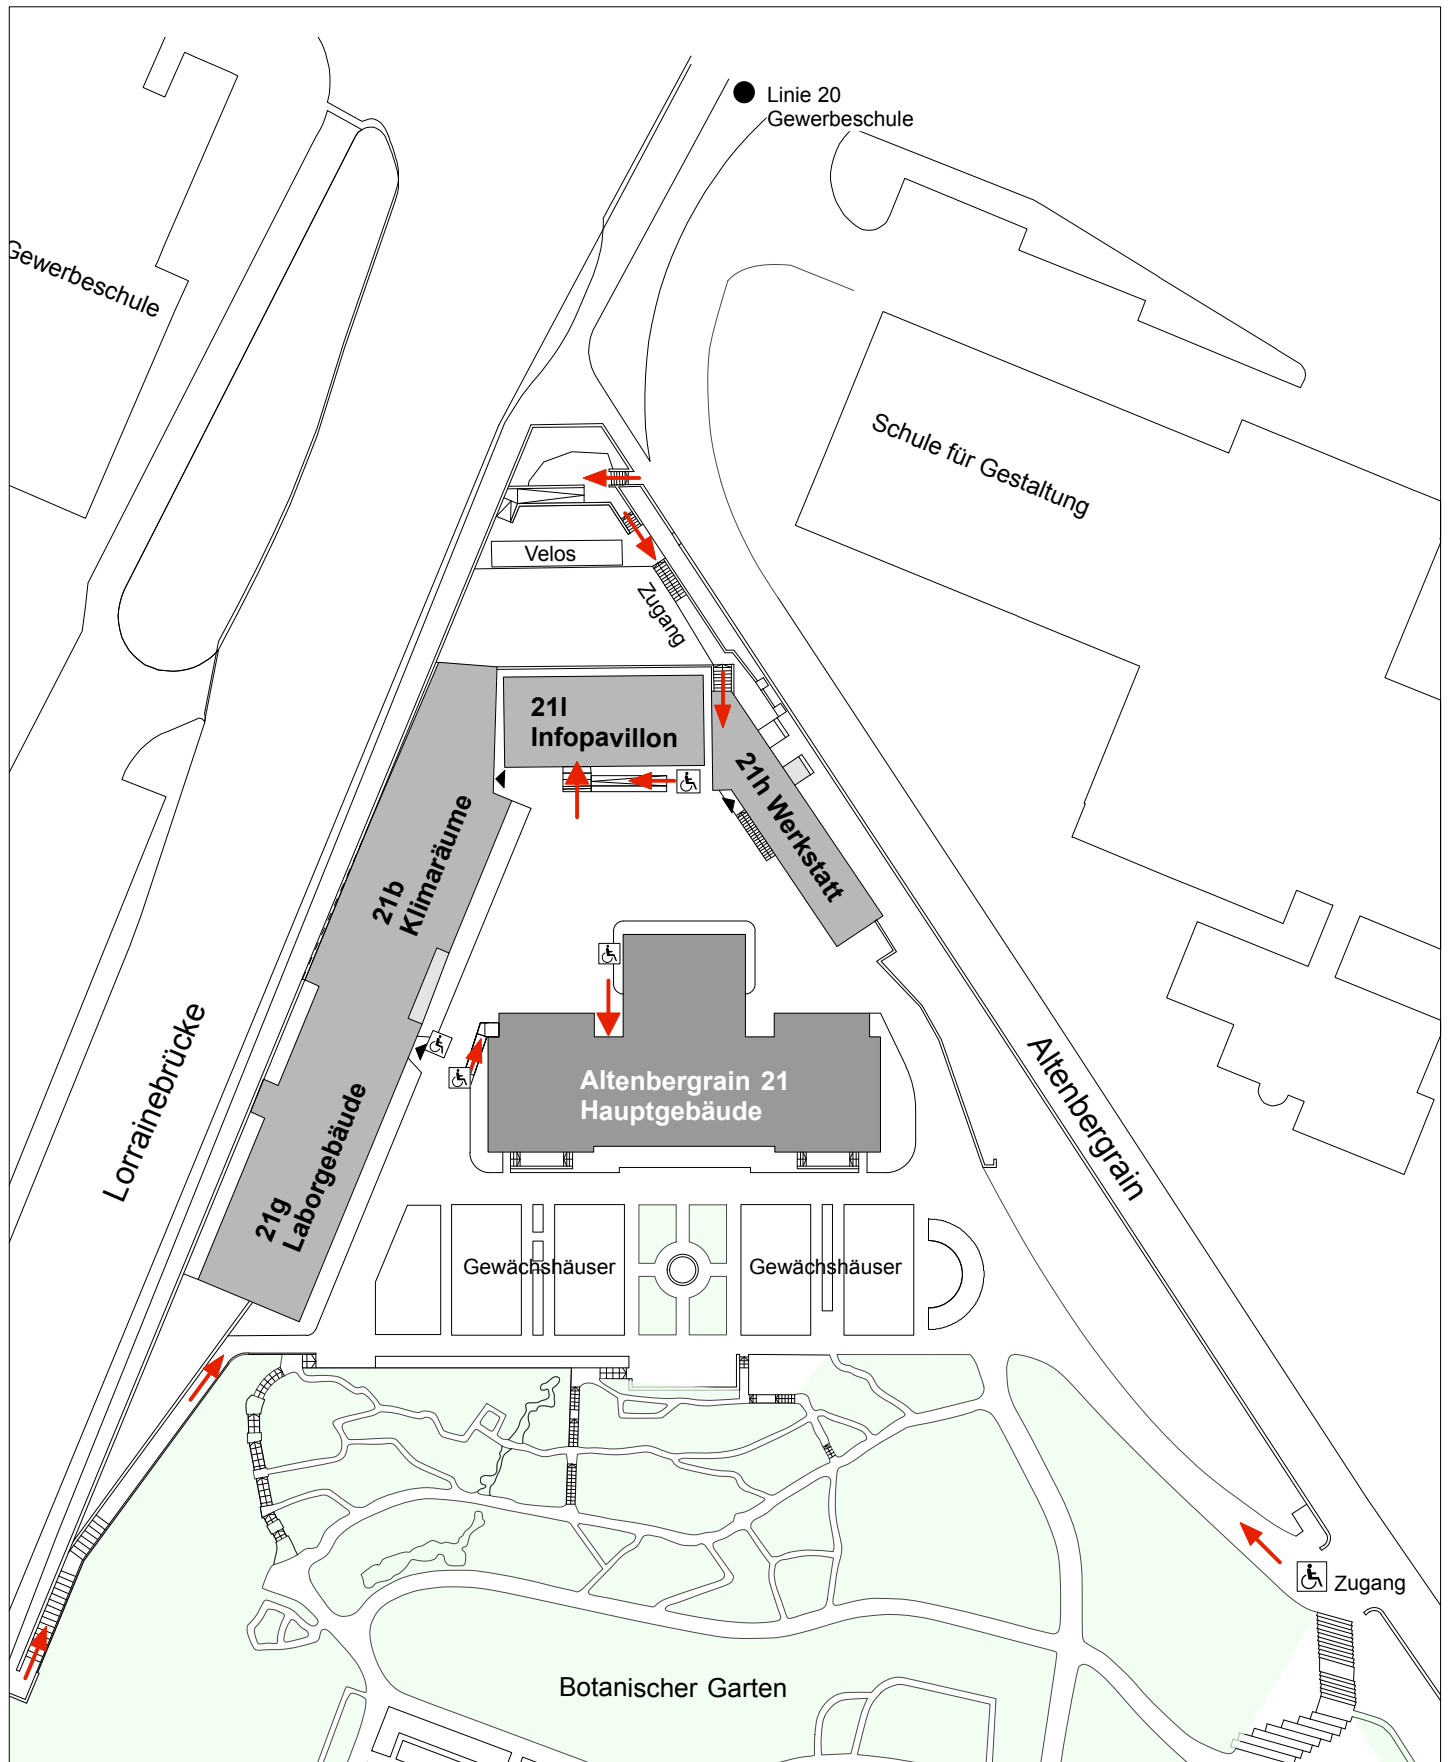 Linie 20
Gewerbeschule
Gewerbeschule
Schule für Gestaltung
Velos
Zugang
21I
Infopavillon
21h Werkstatt
21b
Klimaräume
Altenbergrain 21
Hauptgebäude
Lorrainebrücke
Altenbergrain
21g
Laborgebäude
Gewächshäuser
Gewächshäuser
Zugang
Botanischer Garten